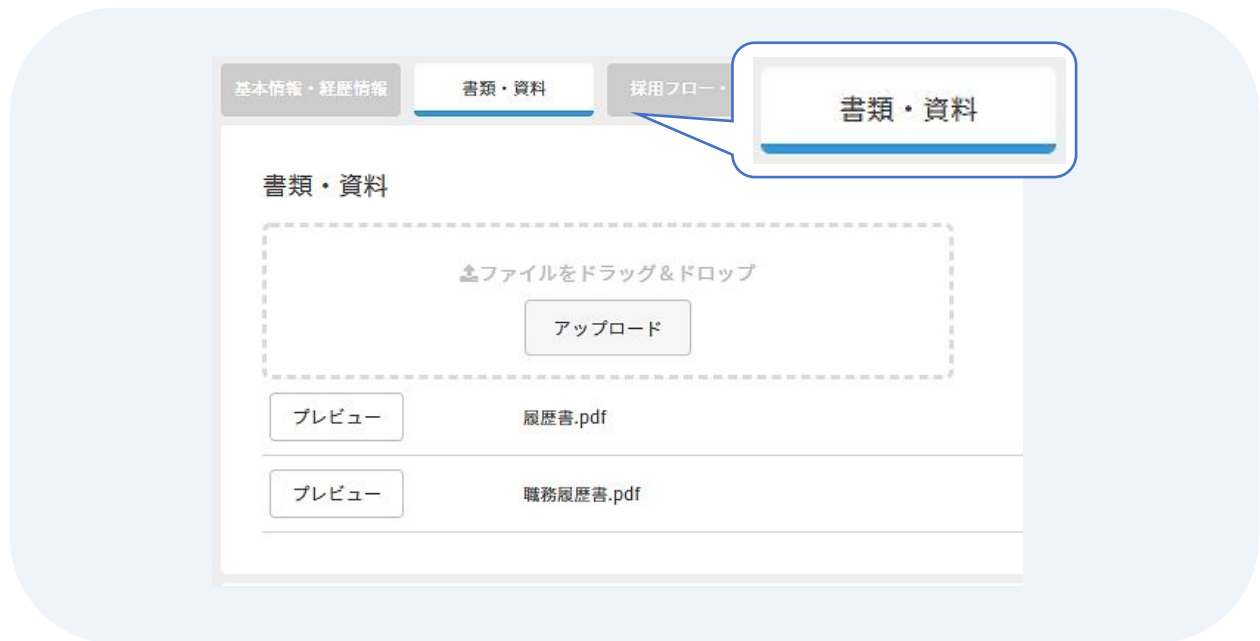 基本情報・経歴情報
書類・資料
採用フロー・
書類・資料
書類・資料
ファイルをドラッグ＆ドロップ
アップロード
プレビュー 履歴書.pdf
プレビュー 職務履歴書.pdf